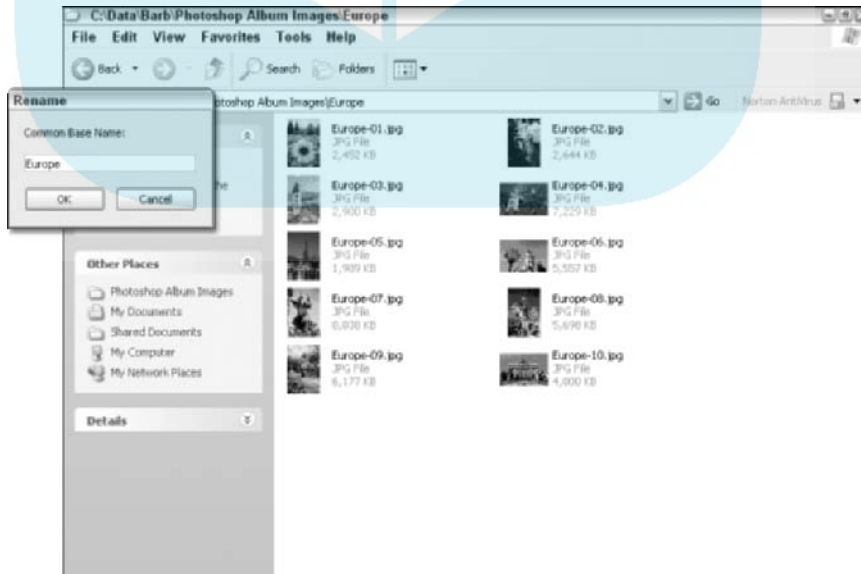 C:\Data\Barb\Photoshop Album Images\Europe
File Edit View Favorites Tools Help
Back Search Folders
otoshop Album Images\Europe Go Norton AntiVirus
Rename
Common Base Name:
Europe
OK Cancel
he
Other Places
Photoshop Album Images
My Documents
Shared Documents
My Computer
My Network Places
Details
Europe-01.jpg
JPG File
2,452 KB
Europe-02.jpg
JPG File
2,644 KB
Europe-03.jpg
JPG File
2,900 KB
Europe-04.jpg
JPG File
7,229 KB
Europe-05.jpg
JPG File
1,989 KB
Europe-06.jpg
JPG File
5,557 KB
Europe-07.jpg
JPG File
Europe-08.jpg
JPG File
5,698 KB
Europe-09.jpg
JPG File
6,177 KB
Europe-10.jpg
JPG File
4,800 KB